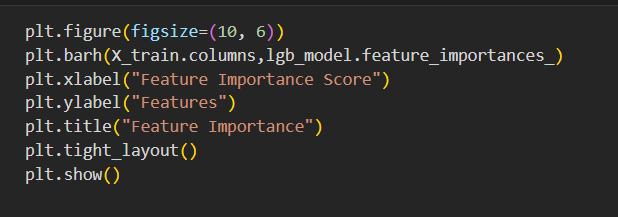 plt.figure(figsize=(10, 6))
plt.barh(X_train.columns,lgb_model.feature_importances_)
plt.xlabel("Feature Importance Score")
plt.ylabel("Features")
plt.title("Feature Importance")
plt.tight_layout()
plt.show()